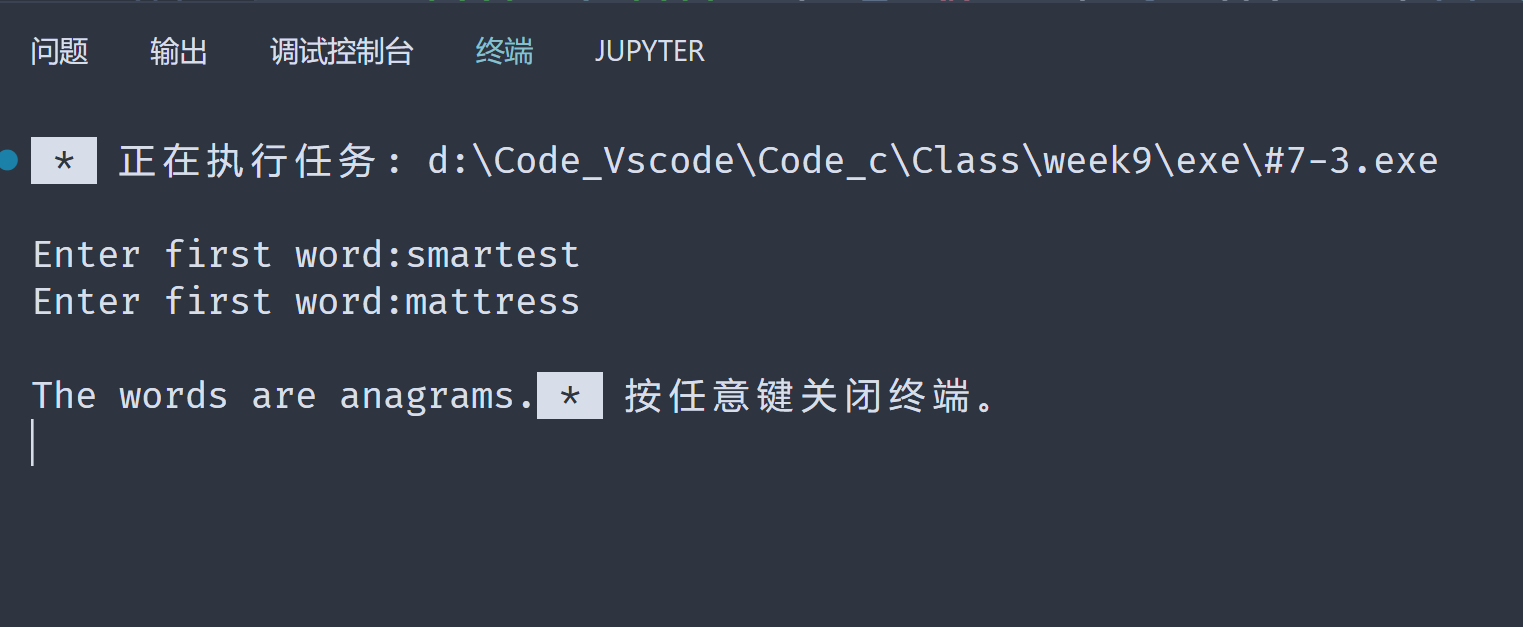 问题 输出 调试控制台 终端 JUPYTER
* 正在执行任务: d:\Code_Vscode\Code_c\Class\week9\exe\#7-3.exe
Enter first word:smartest
Enter first word:mattress
The words are anagrams. * 按任意键关闭终端。